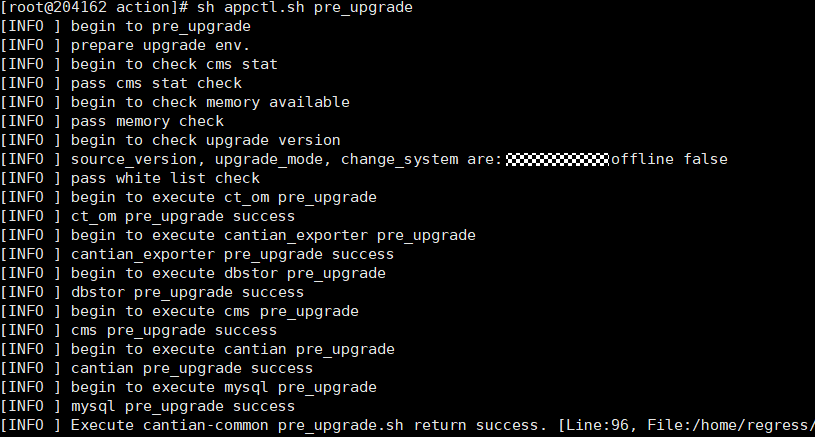 [root@204162 action]# sh appctl.sh pre_upgrade
[INFO ] begin to pre_upgrade
[INFO ] prepare upgrade env.
[INFO ] begin to check cms stat
[INFO ] pass cms stat check
[INFO ] begin to check memory available
[INFO ] pass memory check
[INFO ] begin to check upgrade version
[INFO ] source_version, upgrade_mode, change_system are: offline false
[INFO ] pass white list check
[INFO ] begin to execute ct_om pre_upgrade
[INFO ] ct_om pre_upgrade success
[INFO ] begin to execute cantian_exporter pre_upgrade
[INFO ] cantian_exporter pre_upgrade success
[INFO ] begin to execute dbstor pre_upgrade
[INFO ] dbstor pre_upgrade success
[INFO ] begin to execute cms pre_upgrade
[INFO ] cms pre_upgrade success
[INFO ] begin to execute cantian pre_upgrade
[INFO ] cantian pre_upgrade success
[INFO ] begin to execute mysql pre_upgrade
[INFO ] mysql pre_upgrade success
[INFO ] Execute cantian-common pre_upgrade.sh return success. [Line:96, File:/home/regress/